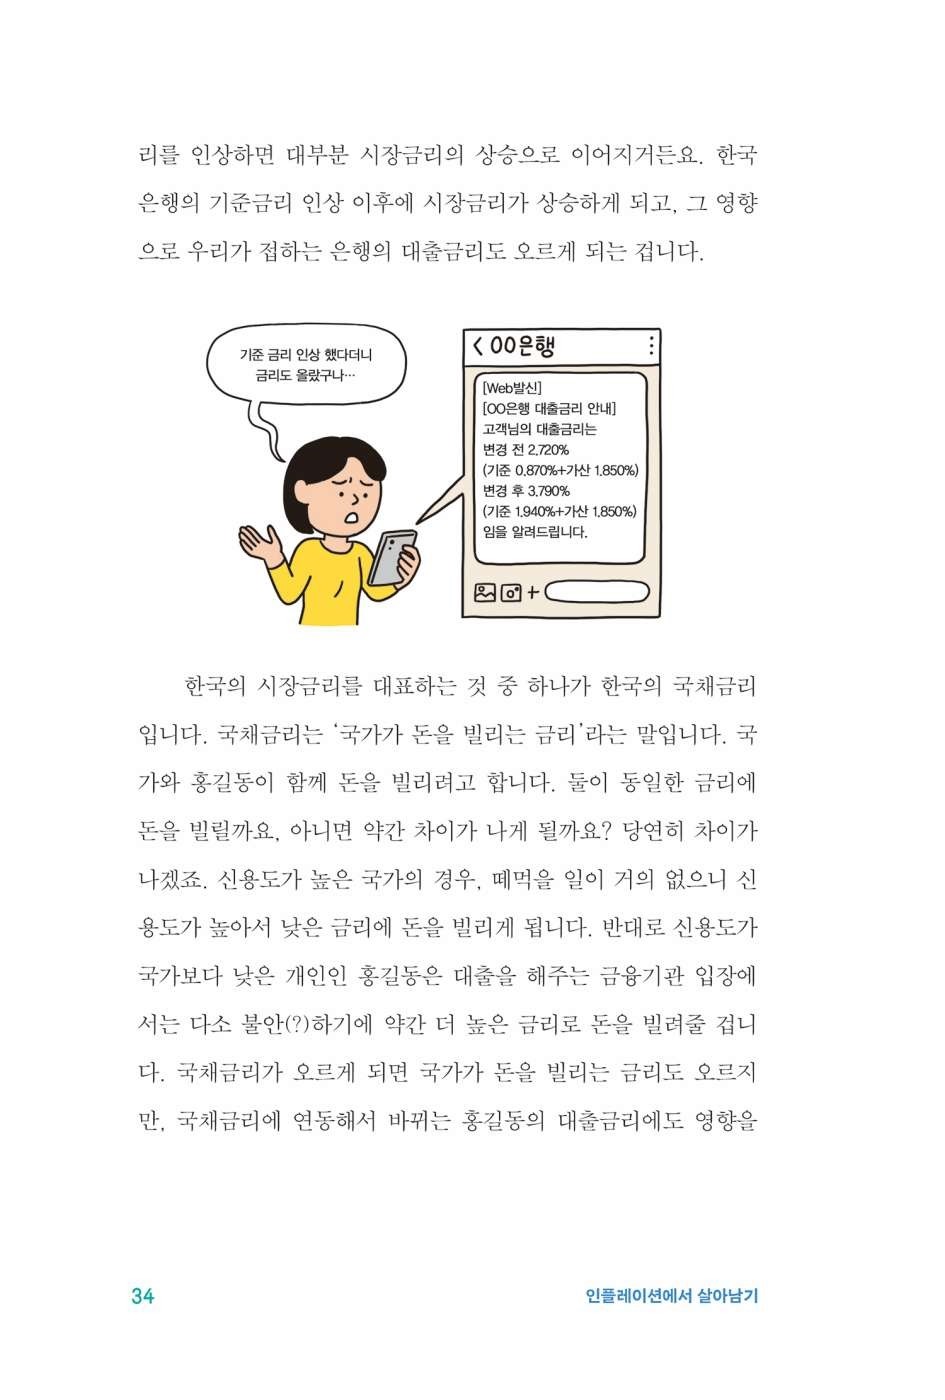 리를 인상하면 대부분 시장금리의 상승으로 이어지거든요. 한국
은행의 기준금리 인상 이후에 시장금리가 상승하게 되고, 그 영향
으로 우리가 접하는 은행의 대출금리도 오르게 되는 겁니다.
기준 금리 인상 했다더니
금리도 올랐구나…
< OO은행
[Web발신]
[OO은행 대출금리 안내]
고객님의 대출금리는
변경 전 2.720%
(기준 0.870%+가산 1.850%)
변경 후 3.790%
(기준 1.940%+가산 1.850%)
임을 알려드립니다.
한국의 시장금리를 대표하는 것 중 하나가 한국의 국채금리
입니다. 국채금리는 ‘국가가 돈을 빌리는 금리’라는 말입니다. 국
가와 홍길동이 함께 돈을 빌리려고 합니다. 둘이 동일한 금리에
돈을 빌릴까요, 아니면 약간 차이가 나게 될까요? 당연히 차이가
나겠죠. 신용도가 높은 국가의 경우, 떼먹을 일이 거의 없으니 신
용도가 높아서 낮은 금리에 돈을 빌리게 됩니다. 반대로 신용도가
국가보다 낮은 개인인 홍길동은 대출을 해주는 금융기관 입장에
서는 다소 불안(?)하기에 약간 더 높은 금리로 돈을 빌려줄 겁니
다. 국채금리가 오르게 되면 국가가 돈을 빌리는 금리도 오르지
만, 국채금리에 연동해서 바뀌는 홍길동의 대출금리에도 영향을
34
인플레이션에서 살아남기